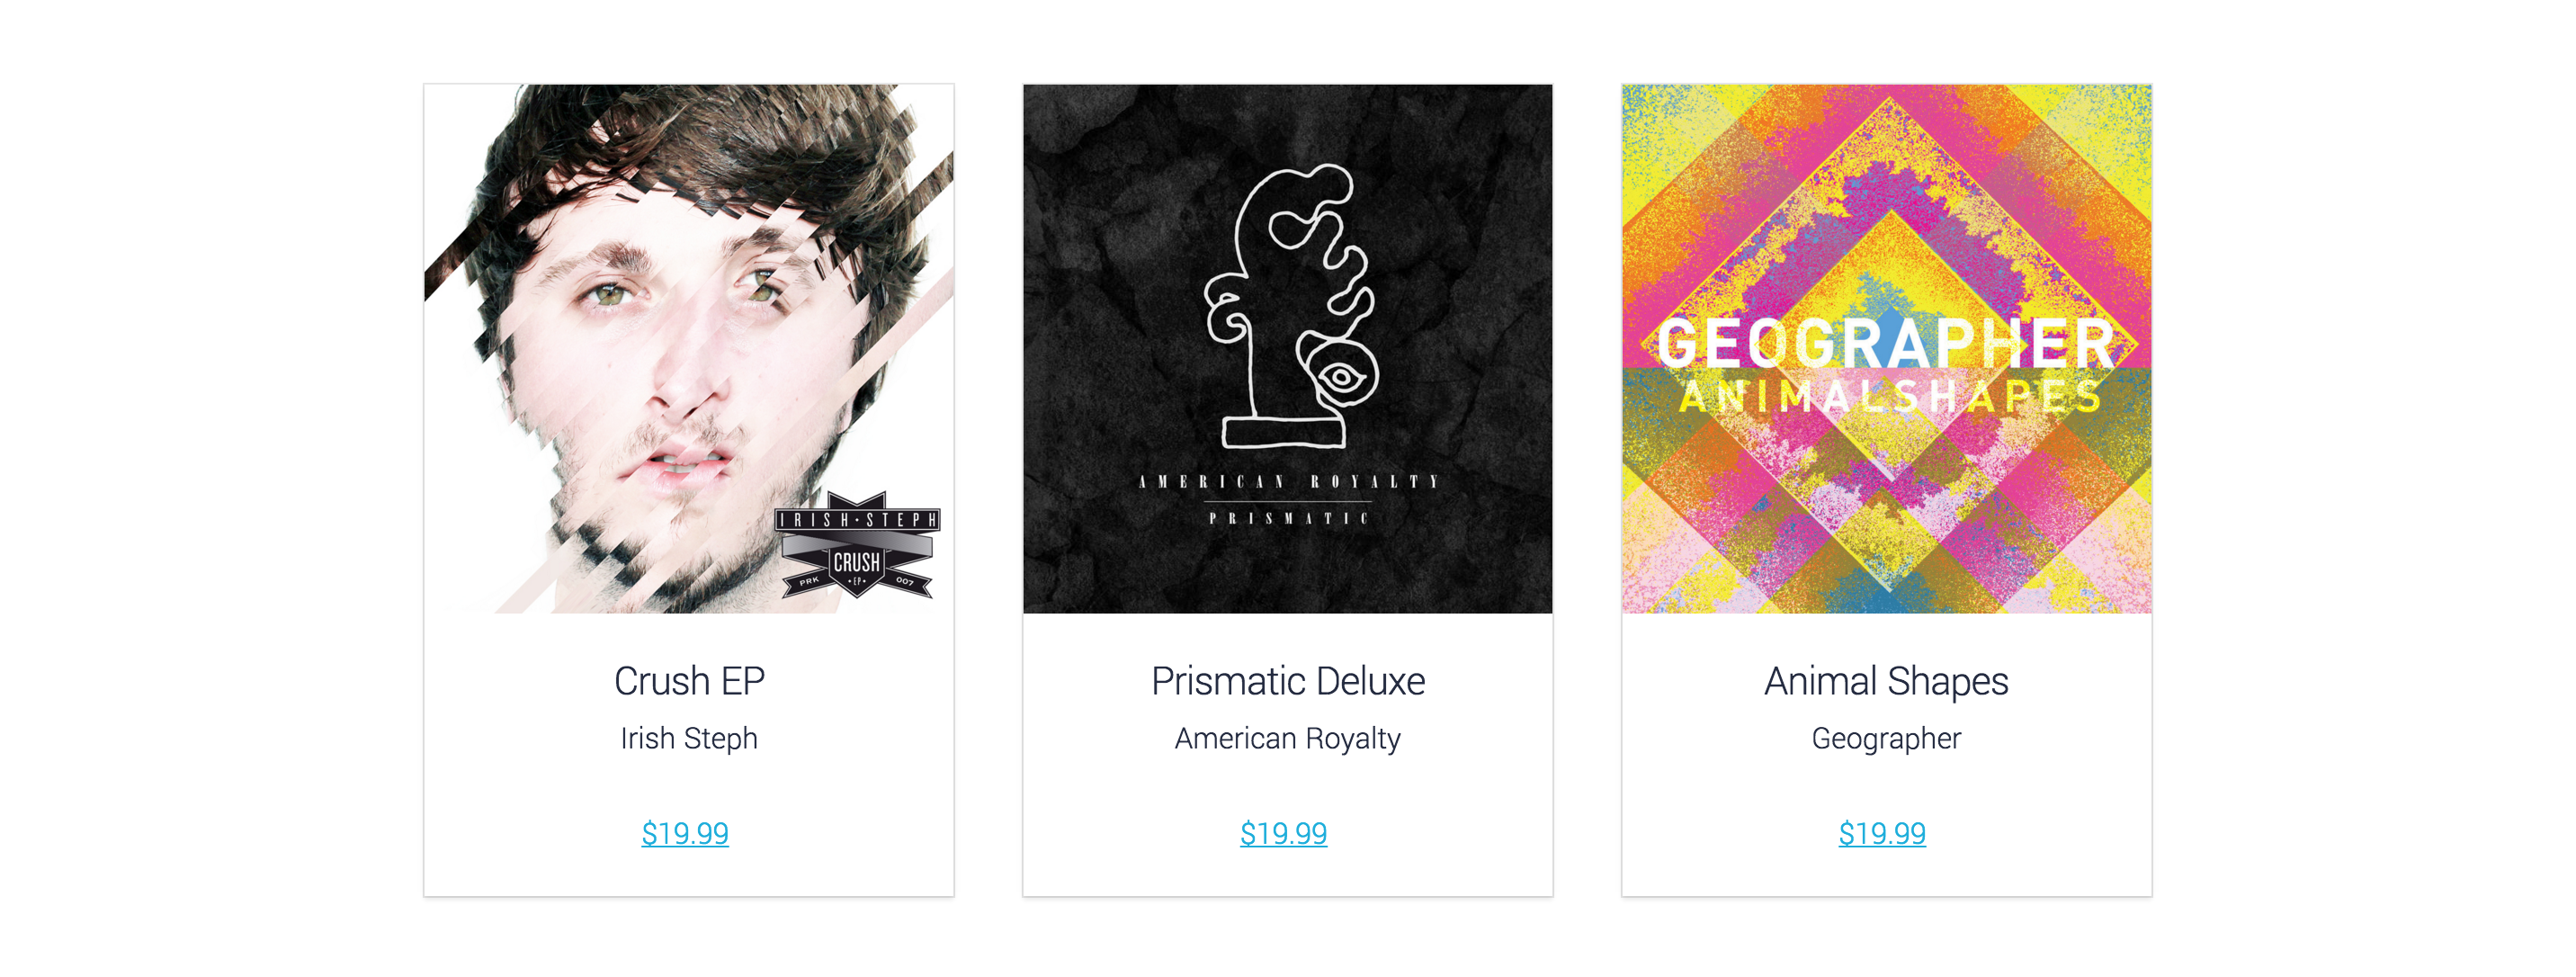 IRISH·STEPH
CRUSH
·EP·
PRK 007
Crush EP
Irish Steph
$19.99
AMERICAN ROYALTY
PRISMATIC
Prismatic Deluxe
American Royalty
$19.99
GEOGRAPHER
ANIMALSHAPES
Animal Shapes
Geographer
$19.99